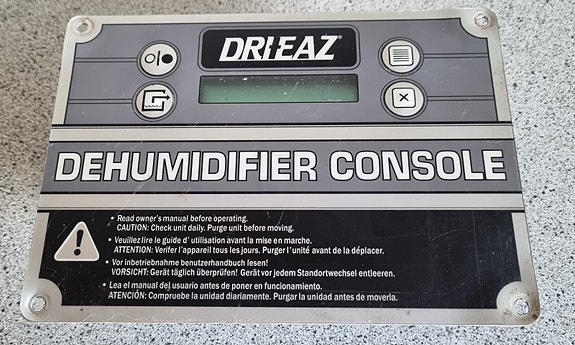 DRI-EAZ®
DEHUMIDIFIER CONSOLE
• Read owner's manual before operating.
CAUTION: Check unit daily. Purge unit before moving.
• Veuillez lire le guide d' utilisation avant la mise en marche.
ATTENTION: Verifer l'appareil tous les jours. Purger l'unité avant de la déplacer.
• Vor inbetriebnahme benutzerhandbuch lesen!
VORSICHT: Gerät täglich überprüfen! Gerät vor jedem Standortwechsel entleeren.
• Lea el manual del usuario antes de poner en funcionamiento.
ATENCIÓN: Compruebe la unidad diariamente. Purgar la unidad antes de moverla.